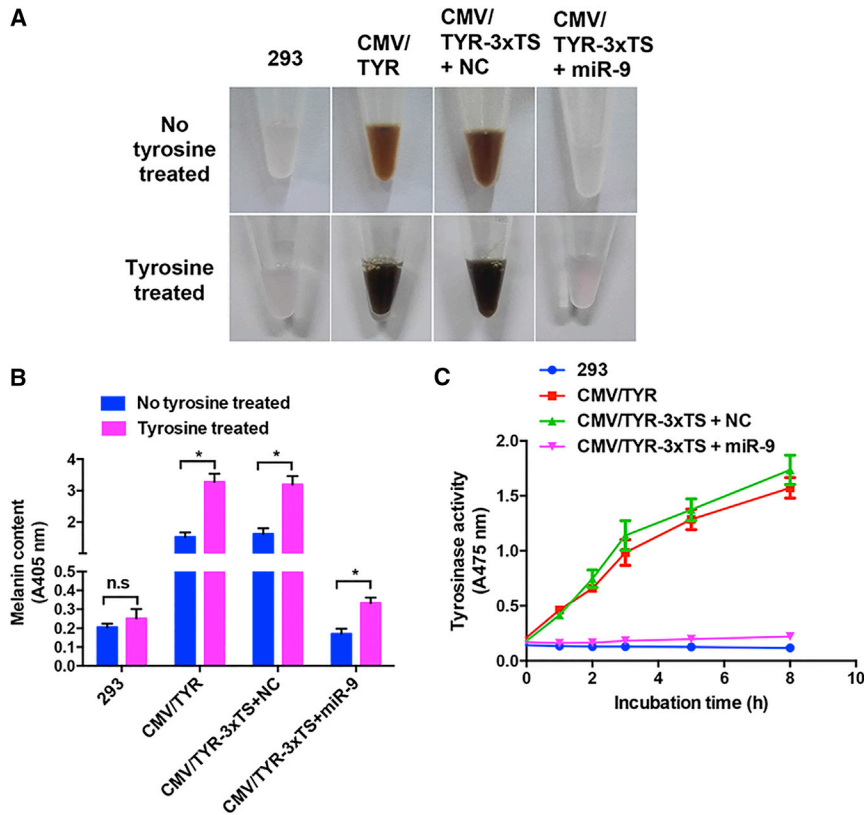 A
293
CMV/
TYR
CMV/
TYR-3xTS
+ NC
CMV/
TYR-3xTS
+ miR-9
No
tyrosine
treated
Tyrosine
treated
B
No tyrosine treated
Tyrosine treated
Melanin content
(A405 nm)
4
3
2
0.5
0.4
0.3
0.2
0.1
0.0
n.s
*
*
*
293
CMV/TYR
CMV/TYR-3xTS+NC
CMV/TYR-3xTS+miR-9
C
293
CMV/TYR
CMV/TYR-3xTS + NC
CMV/TYR-3xTS + miR-9
Tyrosinase activity
(A475 nm)
2.0
1.5
1.0
0.5
0.0
0
2
4
6
8
10
Incubation time (h)